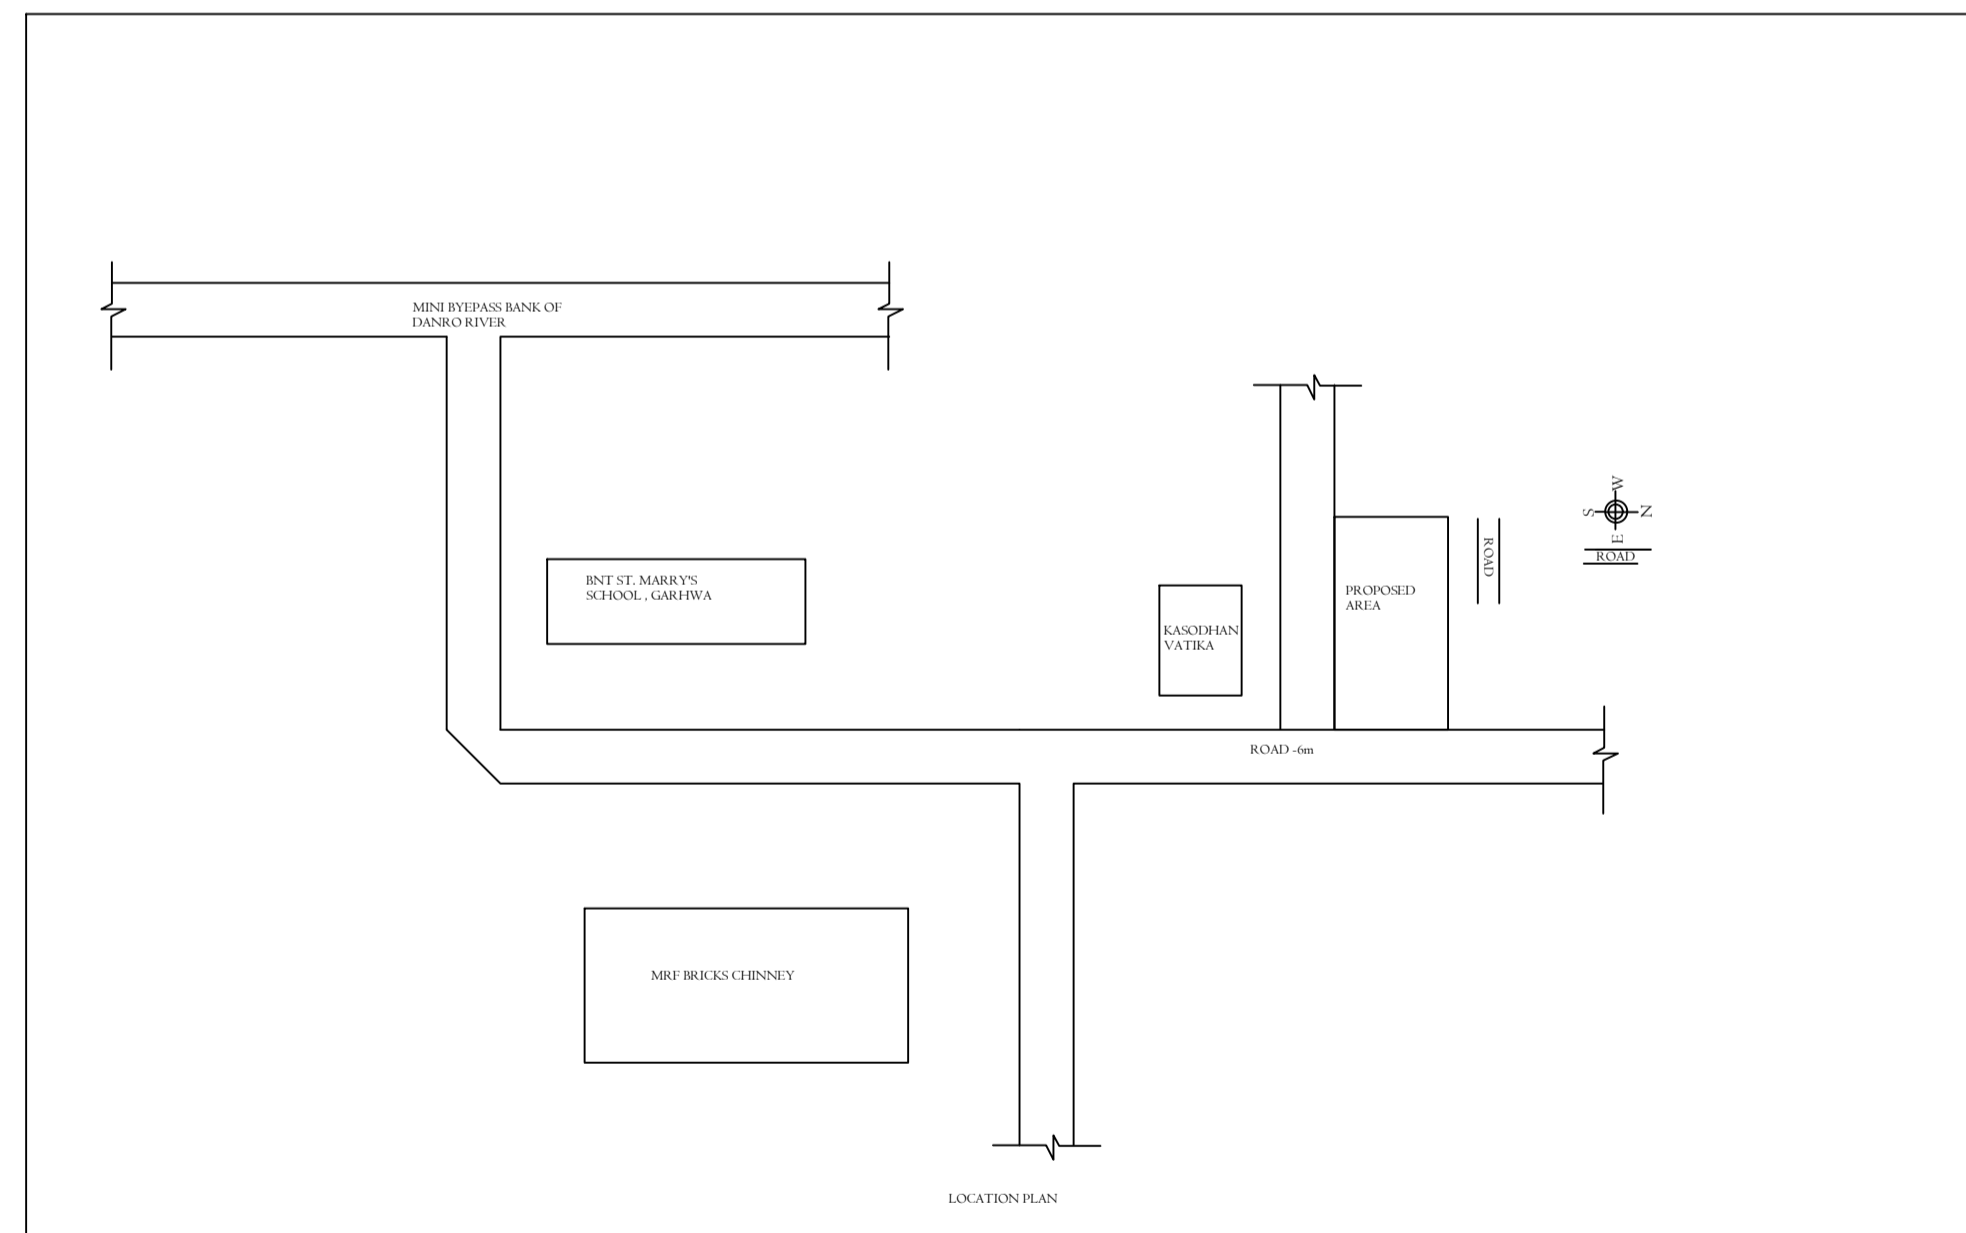 MINI BYEPASS BANK OF
DANRO RIVER
W
S
N
E
ROAD
ROAD
BNT ST. MARRY'S
SCHOOL , GARHWA
PROPOSED
AREA
KASODHAN
VATIKA
ROAD -6m
MRF BRICKS CHINNEY
LOCATION PLAN